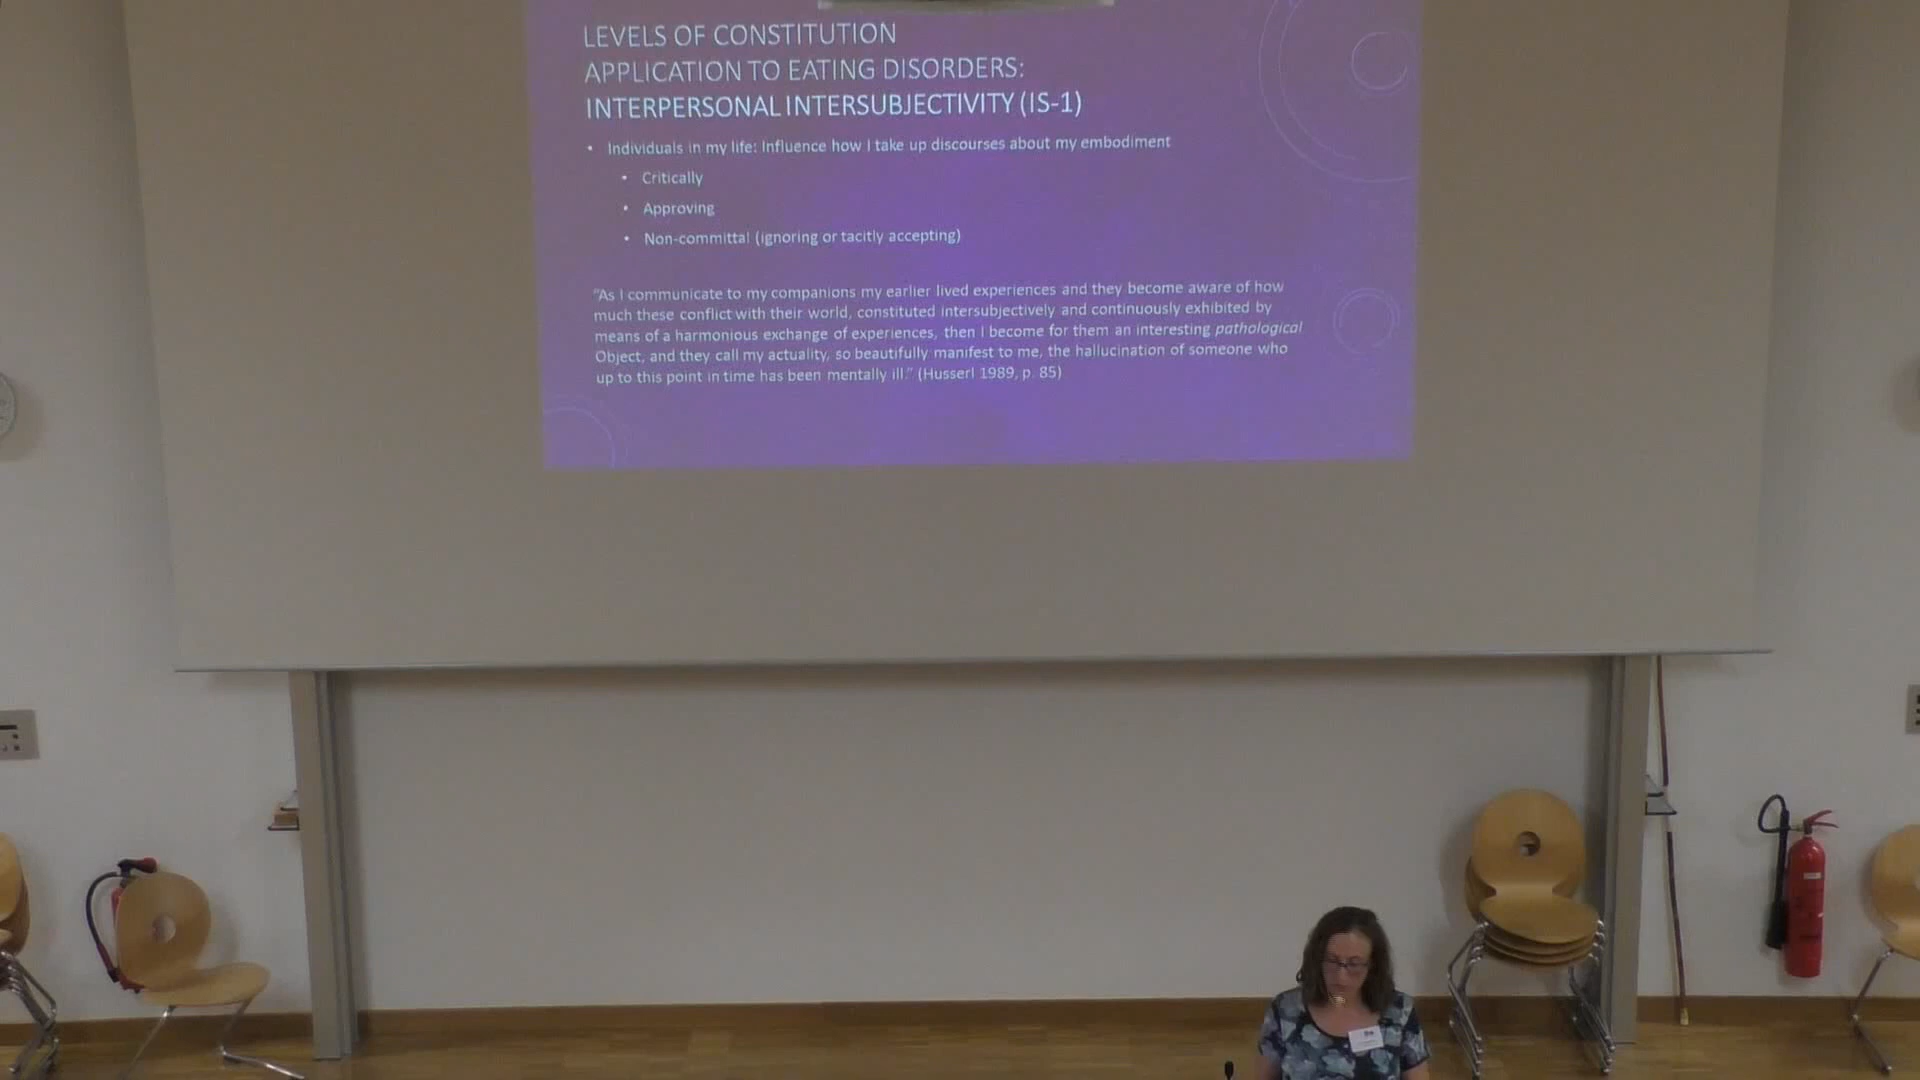 LEVELS OF CONSTITUTION
APPLICATION TO EATING DISORDERS:
INTERPERSONAL INTERSUBJECTIVITY (IS-1)
• Individuals in my life: Influence how I take up discourses about my embodiment
• Critically
• Approving
• Non-committal (ignoring or tacitly accepting)
“As I communicate to my companions my earlier lived experiences and they become aware of how
much these conflict with their world, constituted intersubjectively and continuously exhibited by
means of a harmonious exchange of experiences, then I become for them an interesting pathological
Object, and they call my actuality, so beautifully manifest to me, the hallucination of someone who
up to this point in time has been mentally ill.” (Husserl 1989, p. 85)